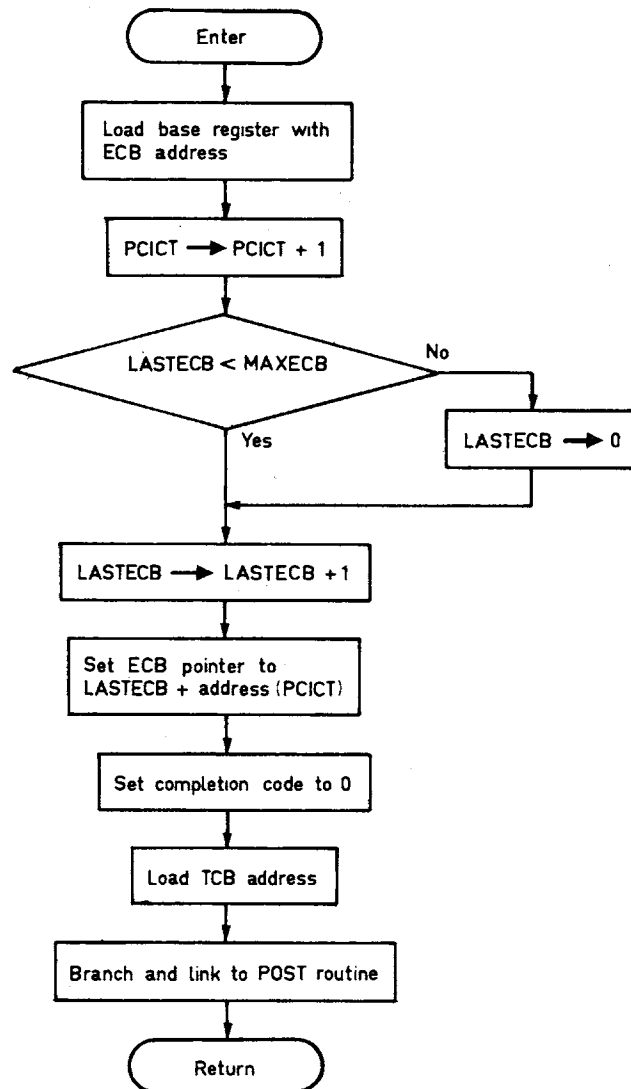 Enter
Load base register with
ECB address
PCICT → PCICT + 1
LASTECB < MAXECB
No
Yes
LASTECB → 0
LASTECB → LASTECB + 1
Set ECB pointer to
LASTECB + address (PCICT)
Set completion code to 0
Load TCB address
Branch and link to POST routine
Return